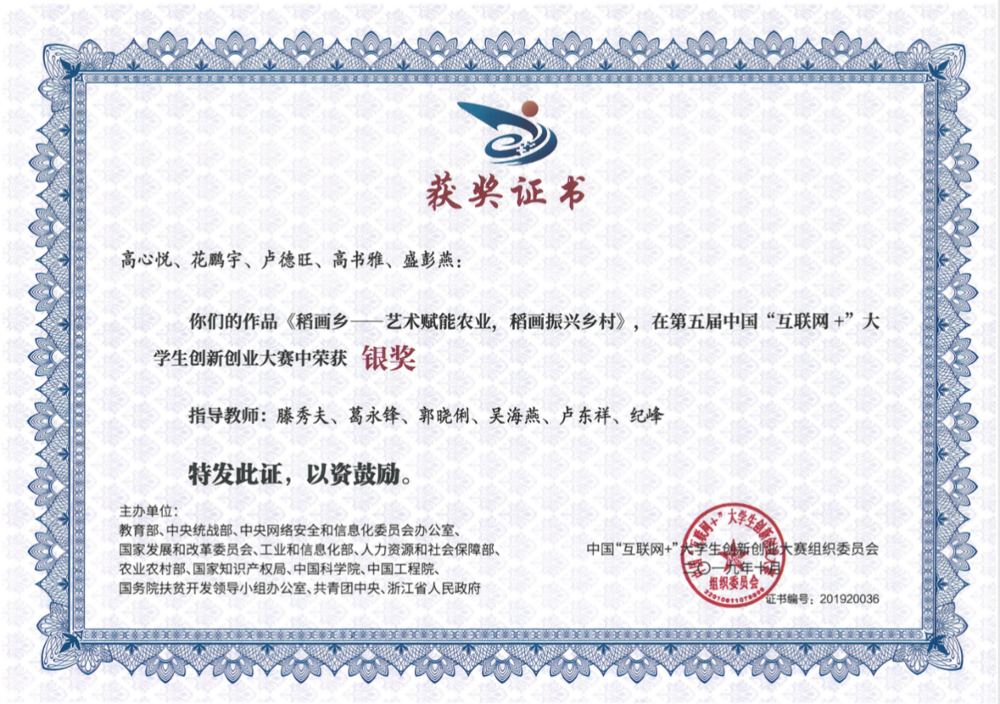 获奖证书
高心悦、花鹏宇、卢德旺、高书雅、盛彭燕：
你们的作品《稻画乡——艺术赋能农业，稻画振兴乡村》，在第五届中国“互联网+”大
学生创新创业大赛中荣获 银奖
指导教师：滕秀夫、葛永锋、郭晓俐、吴海燕、卢东祥、纪峰
特发此证，以资鼓励。
主办单位：
教育部、中央统战部、中央网络安全和信息化委员会办公室、
国家发展和改革委员会、工业和信息化部、人力资源和社会保障部、
农业农村部、国家知识产权局、中国科学院、中国工程院、
国务院扶贫开发领导小组办公室、共青团中央、浙江省人民政府
中国“互联网+”大学生创新创业大赛组织委员会
二〇一九年十月
证书编号：201920036
中国“互联网+”大学生创新创业大赛
组织委员会